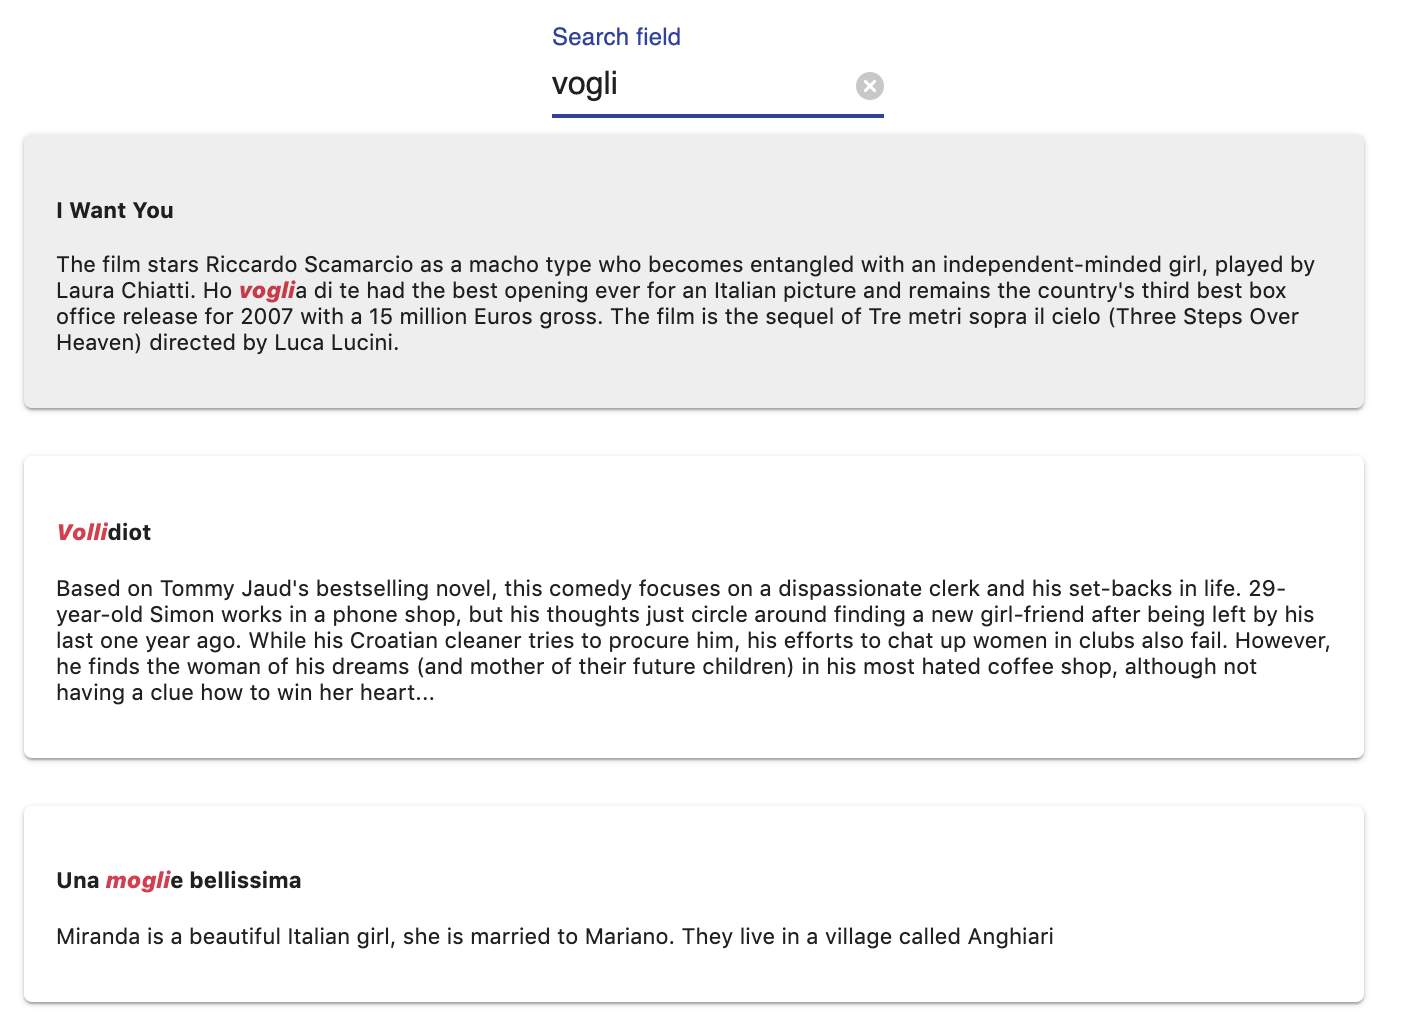 Search field
vogli
I Want You
The film stars Riccardo Scamarcio as a macho type who becomes entangled with an independent-minded girl, played by
Laura Chiatti. Ho voglia di te had the best opening ever for an Italian picture and remains the country's third best box
office release for 2007 with a 15 million Euros gross. The film is the sequel of Tre metri sopra il cielo (Three Steps Over
Heaven) directed by Luca Lucini.
Vollidiot
Based on Tommy Jaud's bestselling novel, this comedy focuses on a dispassionate clerk and his set-backs in life. 29-
year-old Simon works in a phone shop, but his thoughts just circle around finding a new girl-friend after being left by his
last one year ago. While his Croatian cleaner tries to procure him, his efforts to chat up women in clubs also fail. However,
he finds the woman of his dreams (and mother of their future children) in his most hated coffee shop, although not
having a clue how to win her heart...
Una moglie bellissima
Miranda is a beautiful Italian girl, she is married to Mariano. They live in a village called Anghiari